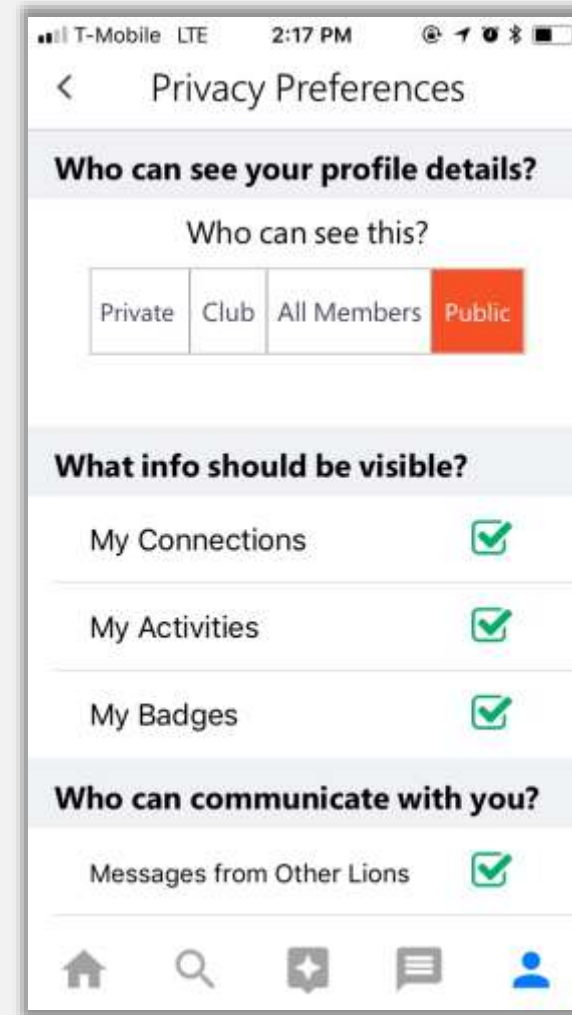 T-Mobile LTE 2:17 PM
Privacy Preferences
Who can see your profile details?
Who can see this?
Private Club All Members Public
What info should be visible?
My Connections
My Activities
My Badges
Who can communicate with you?
Messages from Other Lions